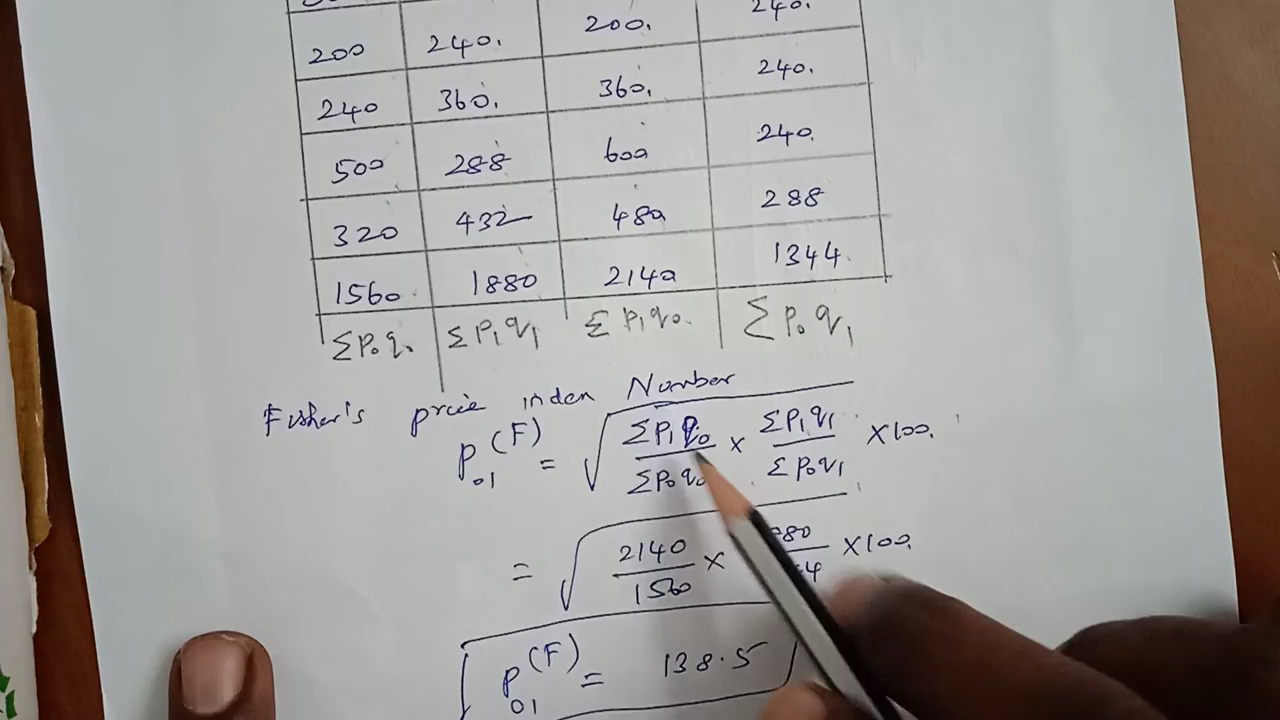 240.
200 240. 200.
240 360. 360. 240.
500 288 600 240.
320 432 480 288
1560 1880 2140 1344.
ΣP₀q₀ ΣP₁q₁ ΣP₁q₀. ΣP₀q₁
Fisher's price index Number
P₀₁(F) = √(ΣP₁q₀/ΣP₀q₀ × ΣP₁q₁/ΣP₀q₁) ×100.
= √(2140/1560 × 880/4) ×100.
P₀₁(F) = 138.5